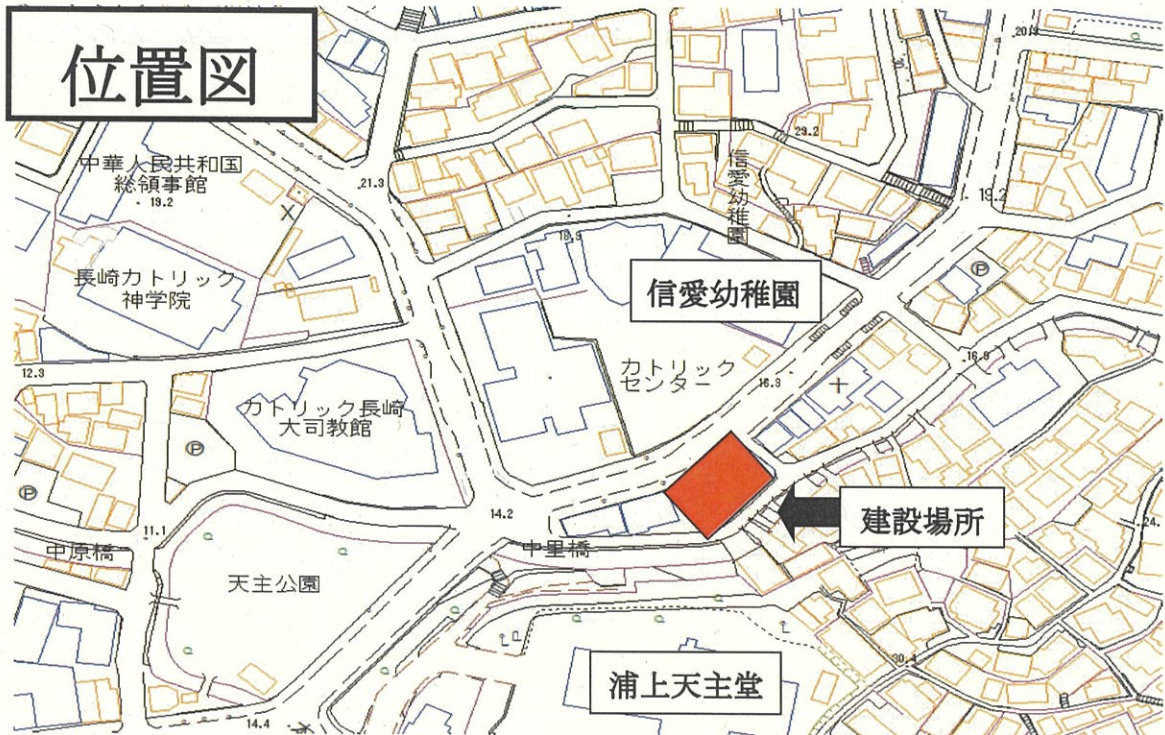 位置図
中華人民共和国
総領事館
19.2
21.3
29.2
19.2
信愛幼稚園
18.9
長崎カトリック
神学院
信愛幼稚園
12.3
カトリック
センター
16.3
16.9
カトリック長崎
大司教館
P
P
P
14.2
11.1
中原橋
中里橋
建設場所
天主公園
浦上天主堂
14.4